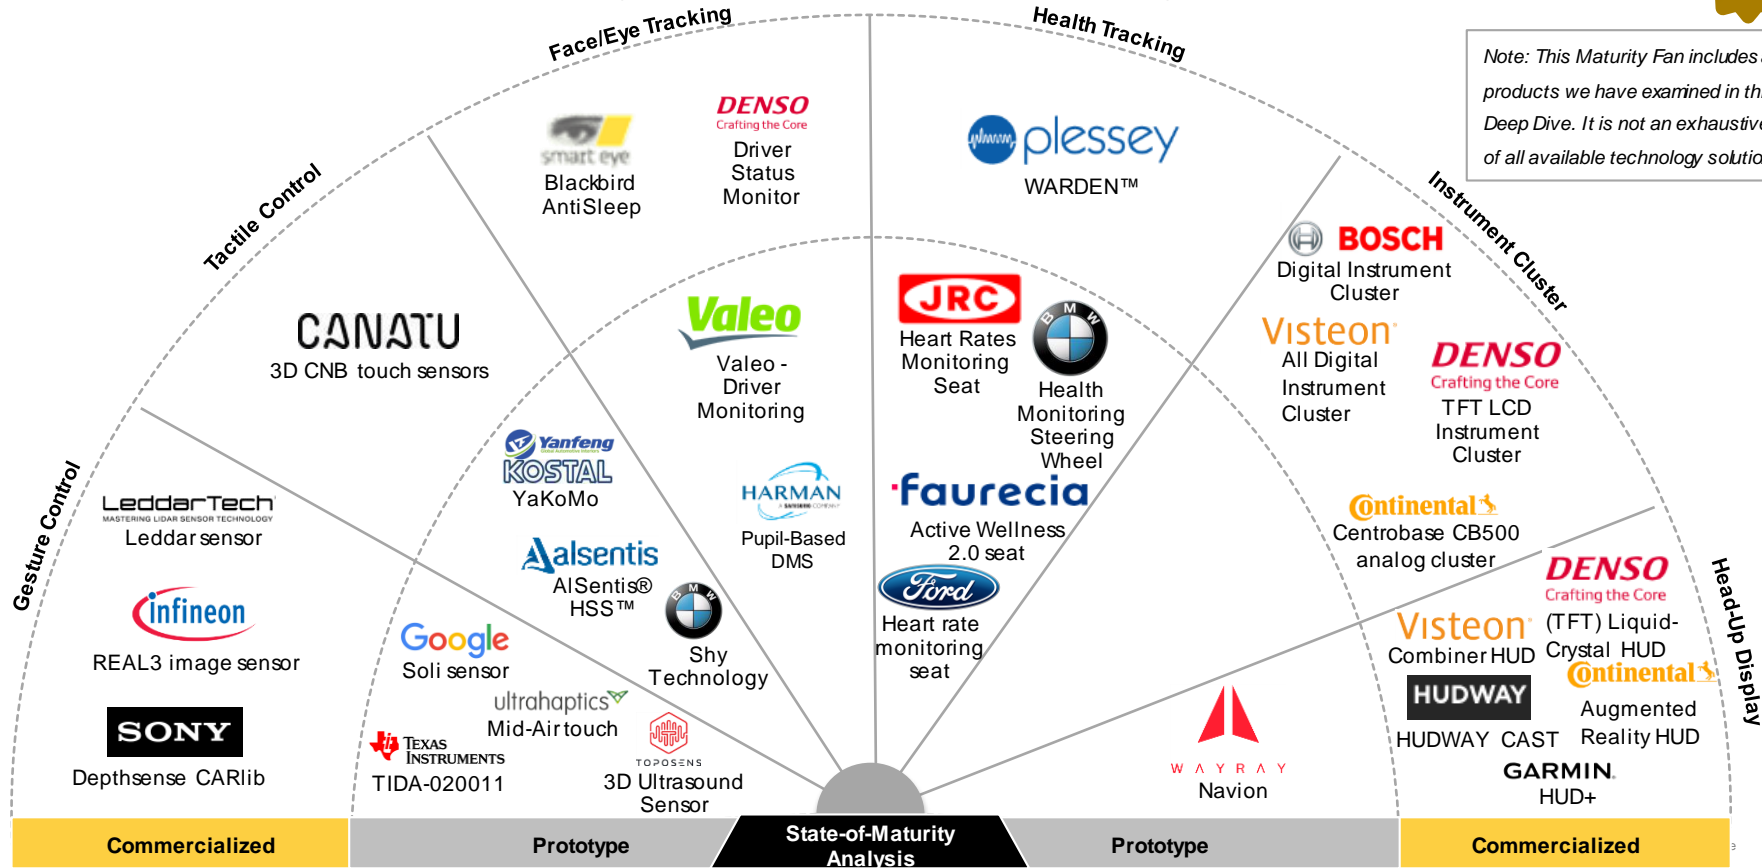 Face/Eye Tracking
Health Tracking
Note: This Maturity Fan includes
products we have examined in
Deep Dive. It is not an exhaustive
of all available technology
Tactile Control
Instrument Cluster
Gesture Control
Head-Up Display
smart eye
Blackbird
AntiSleep
DENSO
Crafting the Core
Driver
Status
Monitor
plessey
WARDEN™
BOSCH
Digital Instrument
Cluster
Visteon
All Digital
Instrument
Cluster
DENSO
Crafting the Core
TFT LCD
Instrument
Cluster
Continental
Centrobase CB500
analog cluster
CANATU
3D CNB touch sensors
Valeo
Valeo -
Driver
Monitoring
JRC
Heart Rates
Monitoring
Seat
BMW
Health
Monitoring
Steering
Wheel
Yanfeng
Global Automotive Interiors
KOSTAL
YaKoMo
HARMAN
A SAMSUNG COMPANY
Pupil-Based
DMS
faurecia
Active Wellness
2.0 seat
Ford
Heart rate
monitoring
seat
alsentis
AlSentis®
HSS™
BMW
Shy
Technology
LeddarTech
MASTERING LIDAR SENSOR TECHNOLOGY
Leddar sensor
infineon
REAL3 image sensor
SONY
Depthsense CARlib
Google
Soli sensor
ultrahaptics
Mid-Air touch
TEXAS
INSTRUMENTS
TIDA-020011
TOPOSENS
3D Ultrasound
Sensor
WAYRAY
Navion
DENSO
Crafting the Core
(TFT) Liquid-
Crystal HUD
Visteon
Combiner HUD
Continental
Augmented
Reality HUD
HUDWAY
HUDWAY CAST
GARMIN.
HUD+
Commercialized
Prototype
State-of-Maturity
Analysis
Prototype
Commercialized